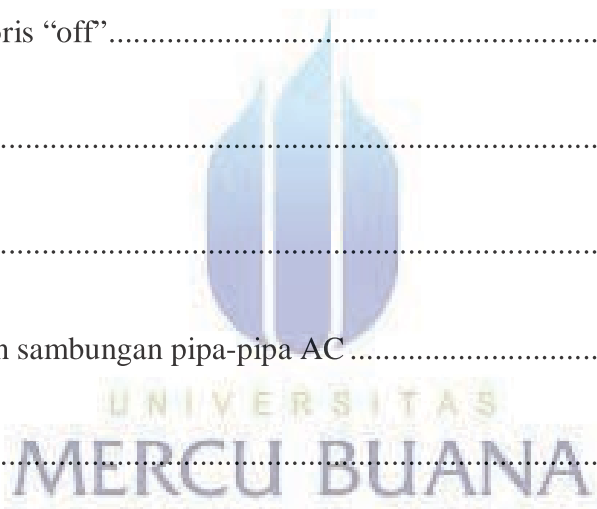 ris “off”........................................................
................................................................................
................................................................................
n sambungan pipa-pipa AC..............................
UNIVERSITAS
MERCU BUANA